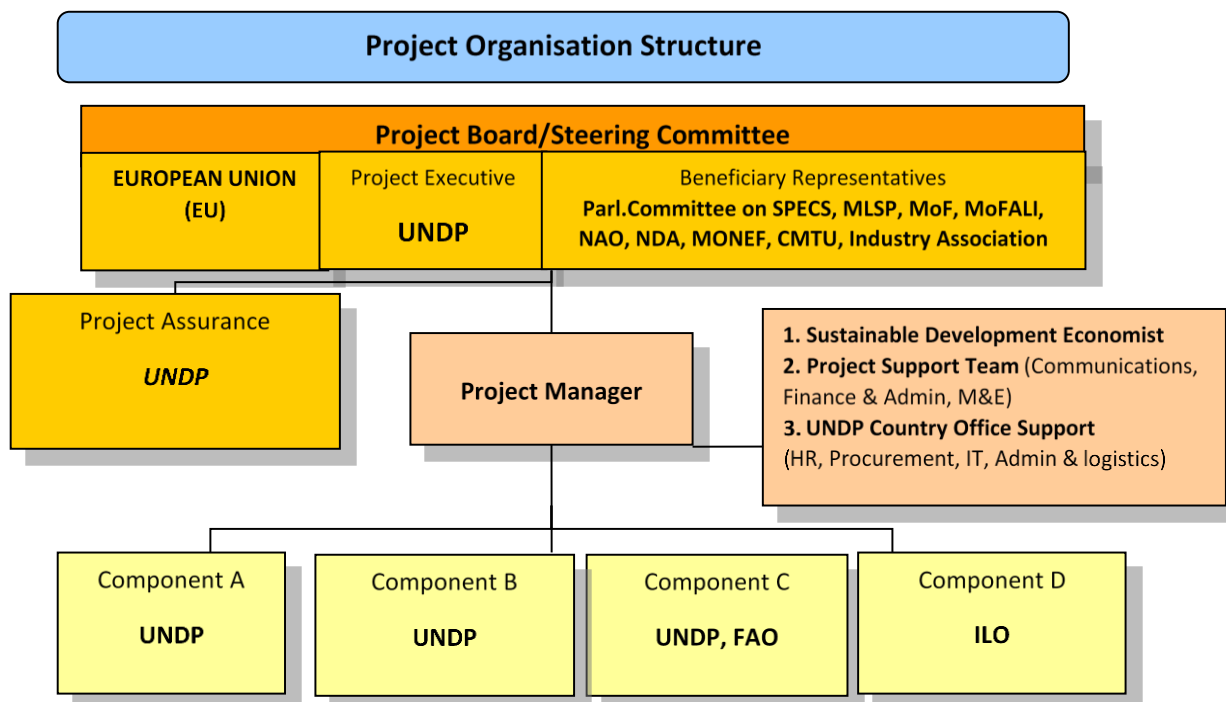 Project Organisation Structure
Project Board/Steering Committee
EUROPEAN UNION
(EU)
Project Executive
UNDP
Beneficiary Representatives
Parl.Committee on SPECS, MLSP, MoF, MoFALI,
NAO, NDA, MONEF, CMTU, Industry Association
Project Assurance
UNDP
Project Manager
1. Sustainable Development Economist
2. Project Support Team (Communications,
Finance & Admin, M&E)
3. UNDP Country Office Support
(HR, Procurement, IT, Admin & logistics)
Component A
UNDP
Component B
UNDP
Component C
UNDP, FAO
Component D
ILO